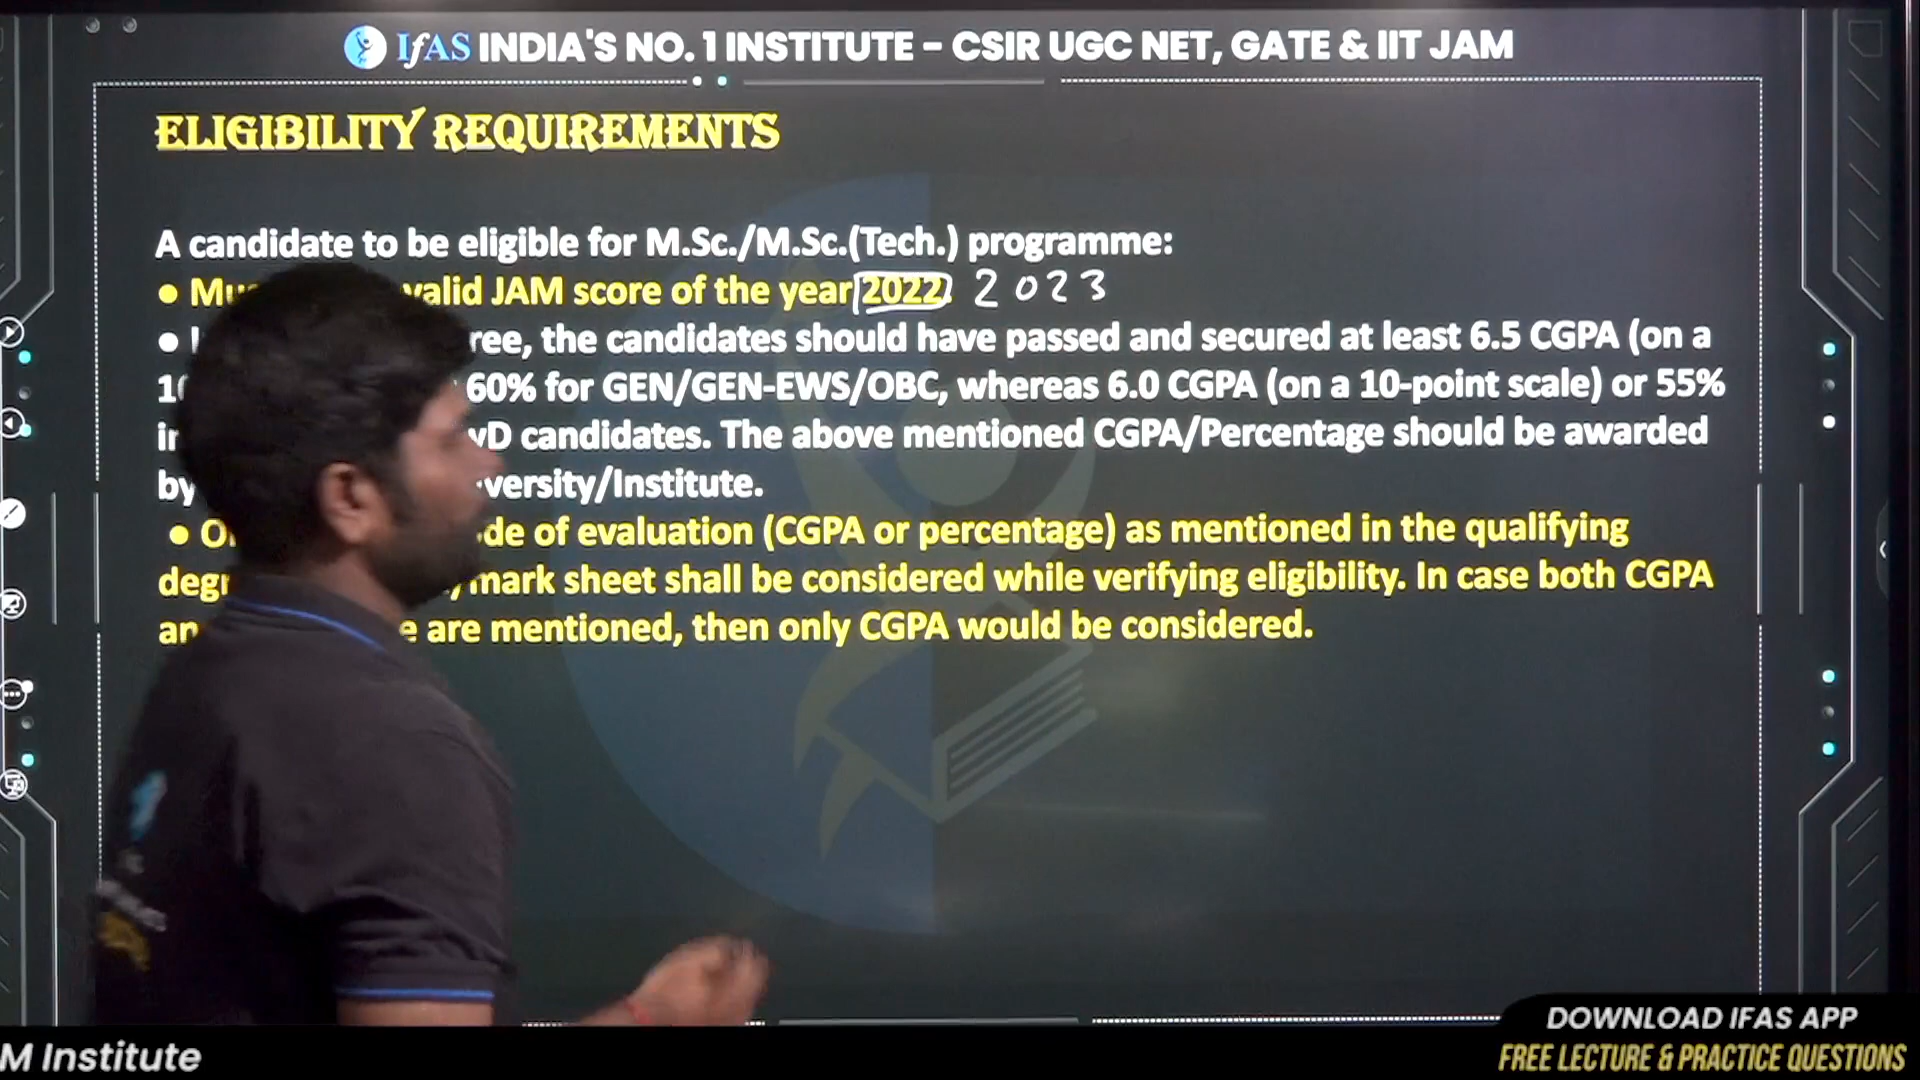 IfAS INDIA'S NO. 1 INSTITUTE - CSIR UGC NET, GATE & IIT JAM
ELIGIBILITY REQUIREMENTS
A candidate to be eligible for M.Sc./M.Sc.(Tech.) programme:
● valid JAM score of the year 2022. 2023
● the candidates should have passed and secured at least 6.5 CGPA (on a
60% for GEN/GEN-EWS/OBC, whereas 6.0 CGPA (on a 10-point scale) or 55%
candidates. The above mentioned CGPA/Percentage should be awarded
by
● of evaluation (CGPA or percentage) as mentioned in the qualifying
mark sheet shall be considered while verifying eligibility. In case both CGPA
are mentioned, then only CGPA would be considered.
DOWNLOAD IFAS APP
M Institute
FREE LECTURE & PRACTICE QUESTIONS